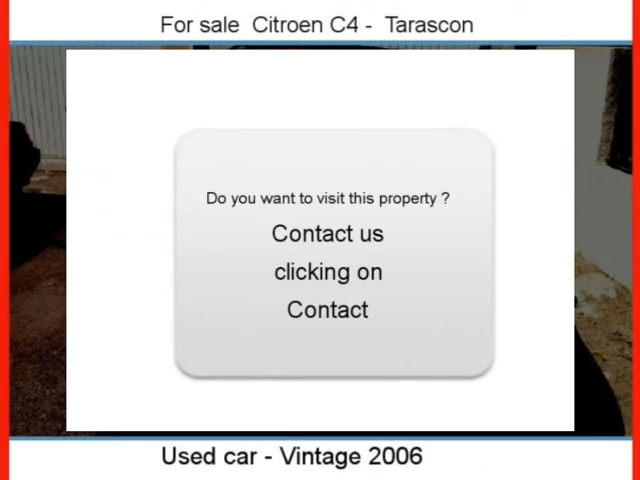 For sale Citroen C4 - Tarascon
Do you want to visit this property ?
Contact us
clicking on
Contact
Used car - Vintage 2006